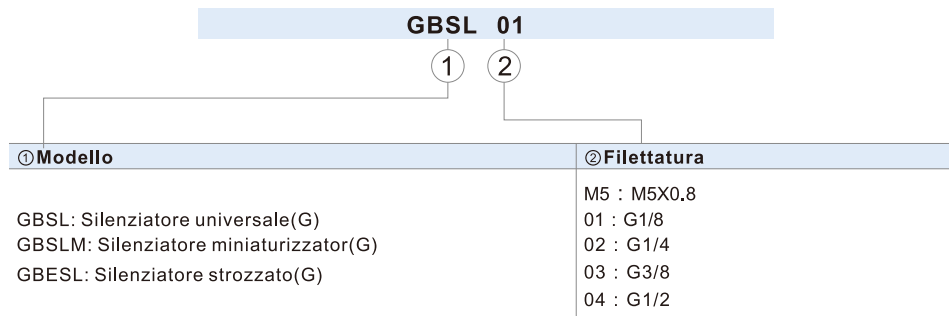 GBSL 01
1 2
①Modello
②Filettatura
GBSL: Silenziatore universale(G)
GBSLM: Silenziatore miniaturizzator(G)
GBESL: Silenziatore strozzato(G)
M5 : M5X0.8
01 : G1/8
02 : G1/4
03 : G3/8
04 : G1/2